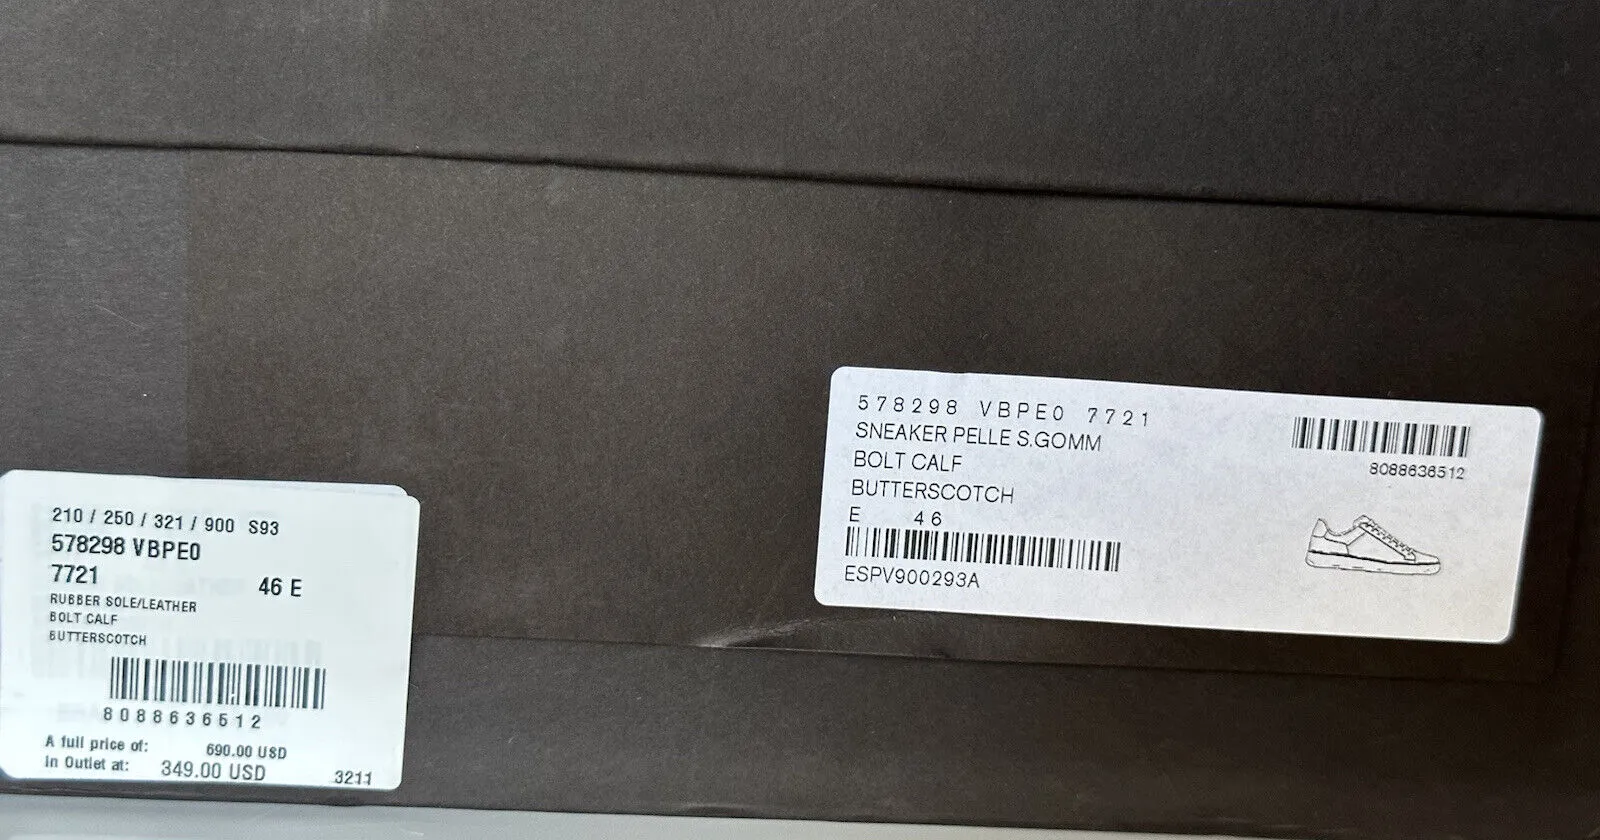 210 / 250 / 321 / 900 S93
578298 VBPE0
7721 46 E
RUBBER SOLE/LEATHER
BOLT CALF
BUTTERSCOTCH
8088636512
A full price of: 690.00 USD
In Outlet at: 349.00 USD 3211
578298 VBPE0 7721
SNEAKER PELLE S.GOMM
BOLT CALF
BUTTERSCOTCH
E 46
ESPV900293A
8088636512